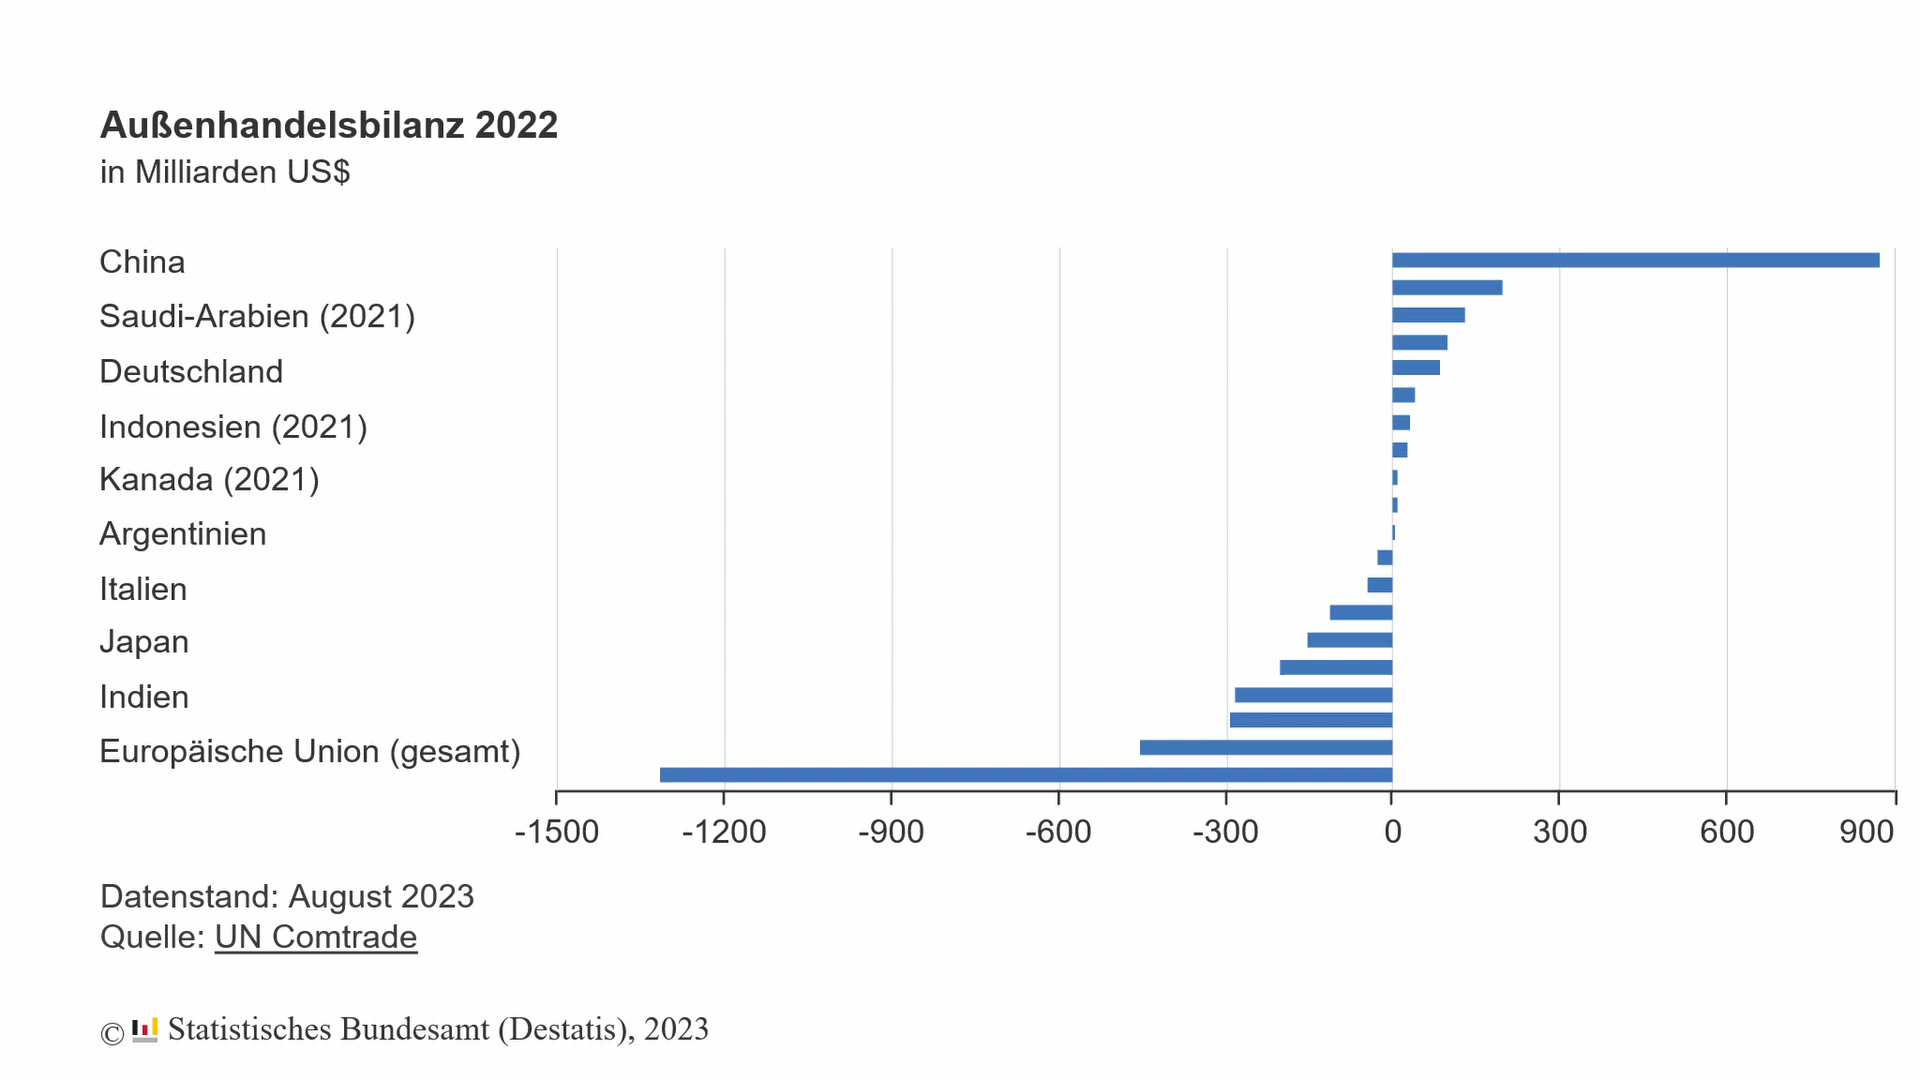 Außenhandelsbilanz 2022
in Milliarden US$
China
Saudi-Arabien (2021)
Deutschland
Indonesien (2021)
Kanada (2021)
Argentinien
Italien
Japan
Indien
Europäische Union (gesamt)
-1500 -1200 -900 -600 -300 0 300 600 900
Datenstand: August 2023
Quelle: UN Comtrade
© Statistisches Bundesamt (Destatis), 2023